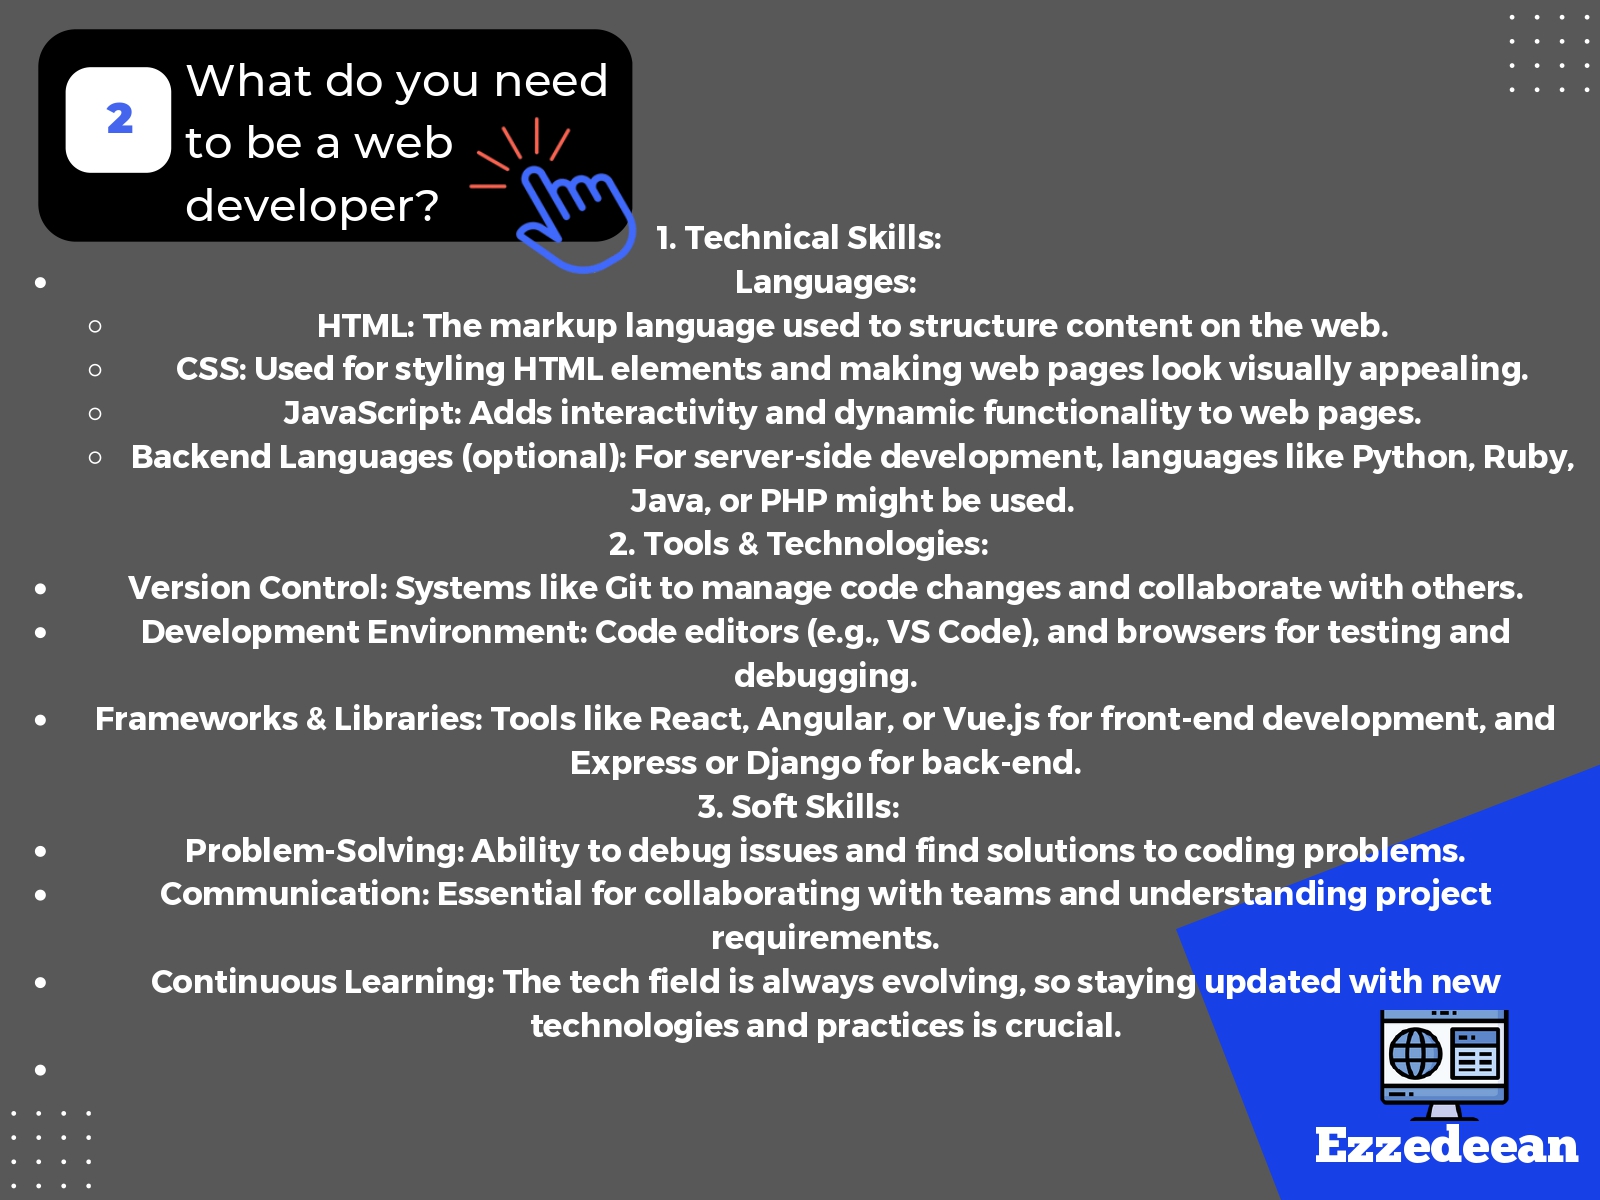 2
What do you need
to be a web
developer?
1. Technical Skills:
Languages:
HTML: The markup language used to structure content on the web.
CSS: Used for styling HTML elements and making web pages look visually appealing.
JavaScript: Adds interactivity and dynamic functionality to web pages.
Backend Languages (optional): For server-side development, languages like Python, Ruby,
Java, or PHP might be used.
2. Tools & Technologies:
Version Control: Systems like Git to manage code changes and collaborate with others.
Development Environment: Code editors (e.g., VS Code), and browsers for testing and
debugging.
Frameworks & Libraries: Tools like React, Angular, or Vue.js for front-end development, and
Express or Django for back-end.
3. Soft Skills:
Problem-Solving: Ability to debug issues and find solutions to coding problems.
Communication: Essential for collaborating with teams and understanding project
requirements.
Continuous Learning: The tech field is always evolving, so staying updated with new
technologies and practices is crucial.
Ezzedeean